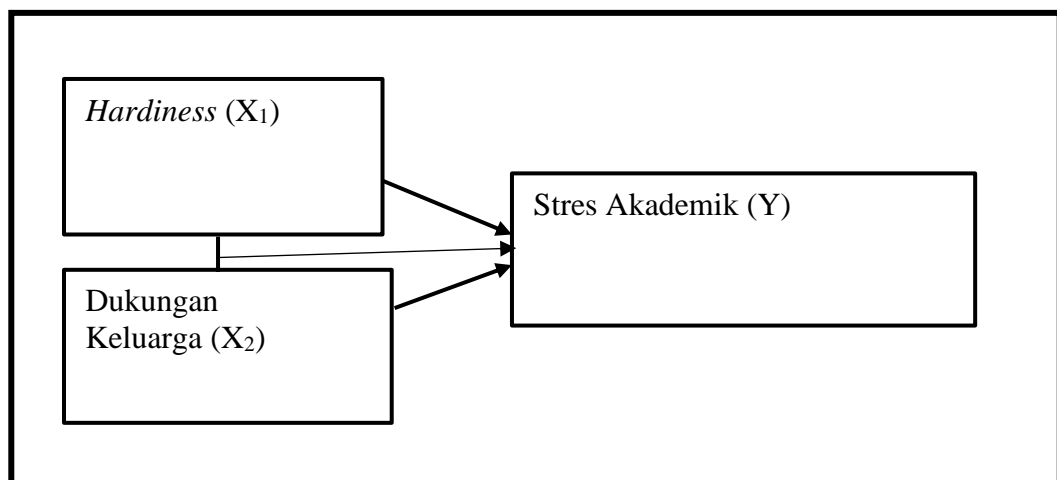 Hardiness (X₁)
Stres Akademik (Y)
Dukungan
Keluarga (X₂)